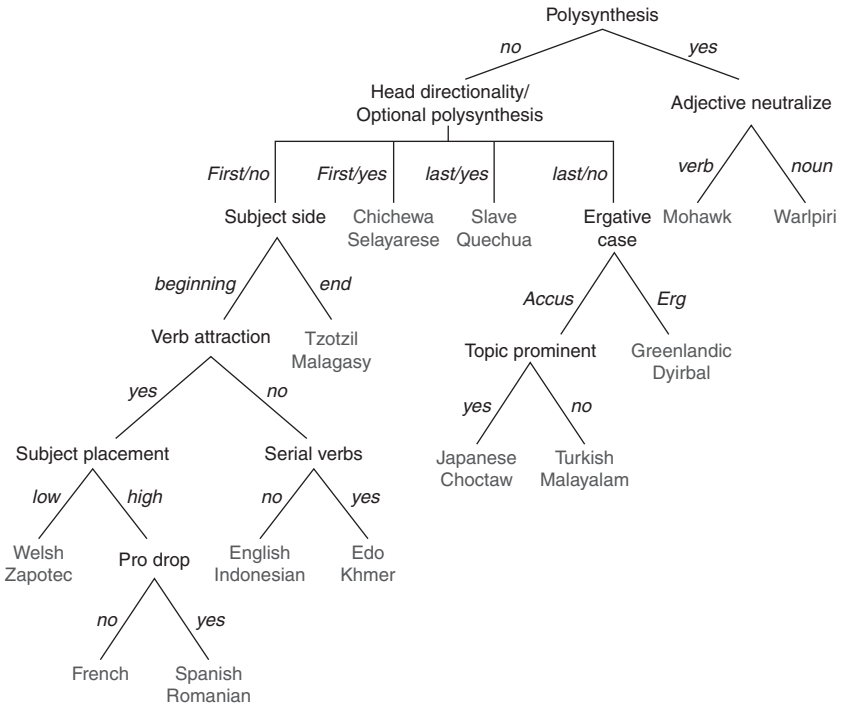 Polysynthesis
no
yes
Head directionality/
Optional polysynthesis
Adjective neutralize
First/no
First/yes
last/yes
last/no
verb
noun
Subject side
Chichewa
Selayarese
Slave
Quechua
Ergative
case
Mohawk
Warlpiri
beginning
end
Accus
Erg
Verb attraction
Tzotzil
Malagasy
Topic prominent
Greenlandic
Dyirbal
yes
no
yes
no
Subject placement
Serial verbs
Japanese
Choctaw
Turkish
Malayalam
low
high
no
yes
Welsh
Zapotec
Pro drop
English
Indonesian
Edo
Khmer
no
yes
French
Spanish
Romanian